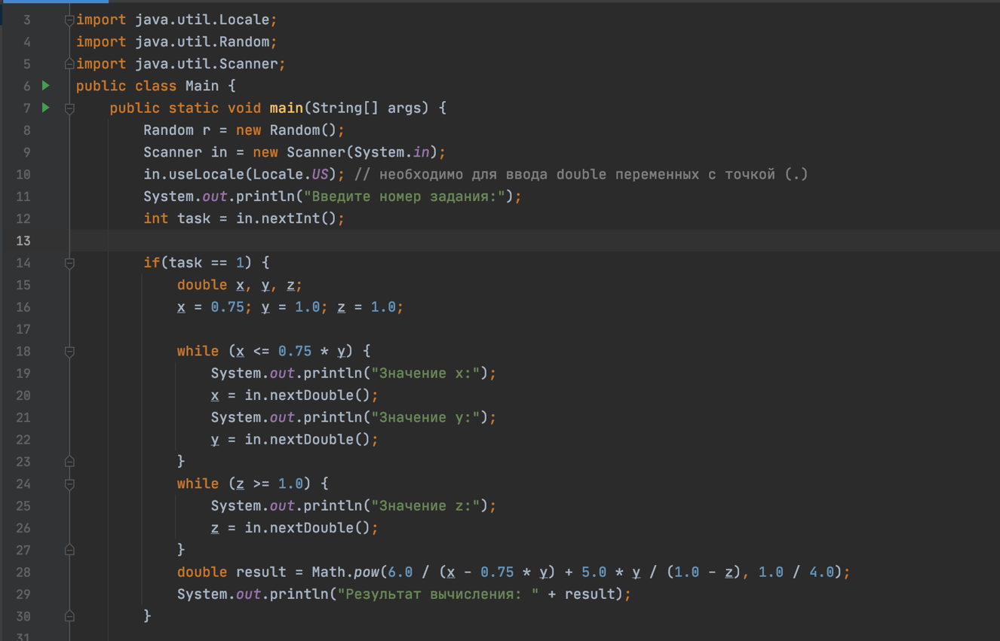 3 import java.util.Locale;
4 import java.util.Random;
5 import java.util.Scanner;
6 public class Main {
7 public static void main(String[] args) {
8 Random r = new Random();
9 Scanner in = new Scanner(System.in);
10 in.useLocale(Locale.US); // необходимо для ввода double переменных с точкой (.)
11 System.out.println("Введите номер задания:");
12 int task = in.nextInt();
13
14 if(task == 1) {
15 double x, y, z;
16 x = 0.75; y = 1.0; z = 1.0;
17
18 while (x <= 0.75 * y) {
19 System.out.println("Значение x:");
20 x = in.nextDouble();
21 System.out.println("Значение y:");
22 y = in.nextDouble();
23 }
24 while (z >= 1.0) {
25 System.out.println("Значение z:");
26 z = in.nextDouble();
27 }
28 double result = Math.pow(6.0 / (x - 0.75 * y) + 5.0 * y / (1.0 - z), 1.0 / 4.0);
29 System.out.println("Результат вычисления: " + result);
30 }
31